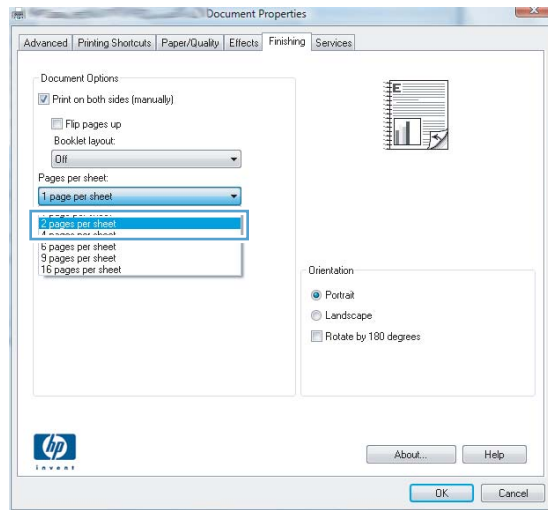 Document Properties
Advanced Printing Shortcuts Paper/Quality Effects Finishing Services
Document Options
Print on both sides (manually)
Flip pages up
Booklet layout:
Off
Pages per sheet:
1 page per sheet
2 pages per sheet
6 pages per sheet
9 pages per sheet
16 pages per sheet
E
Orientation
Portrait
Landscape
Rotate by 180 degrees
hp
invent
About... Help
OK Cancel